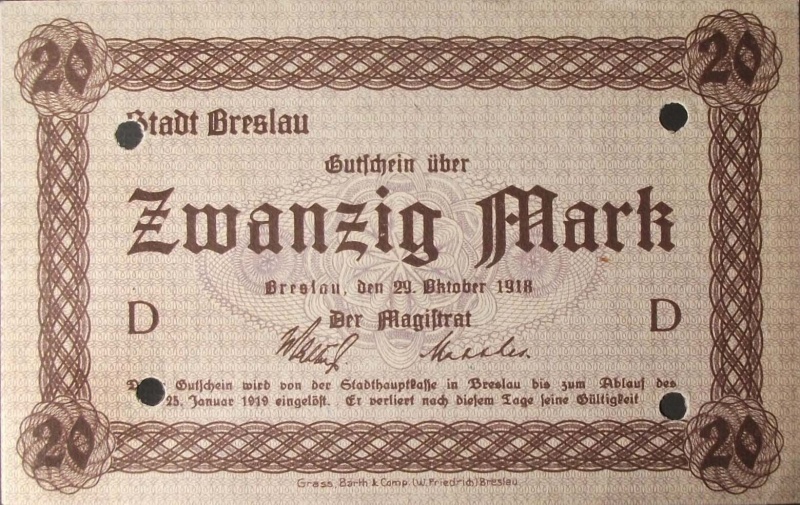 20 20
Stadt Breslau
Gutschein über
Zwanzig Mark
Breslau, den 29. Oktober 1918
D Der Magistrat D
Gutschein wird von der Stadthauptkasse in Breslau bis zum Ablauf des
25. Januar 1919 eingelöst. Er verliert nach diesem Tage seine Gültigkeit
20 20
Grass, Barth & Comp. (W. Friedrich) Breslau